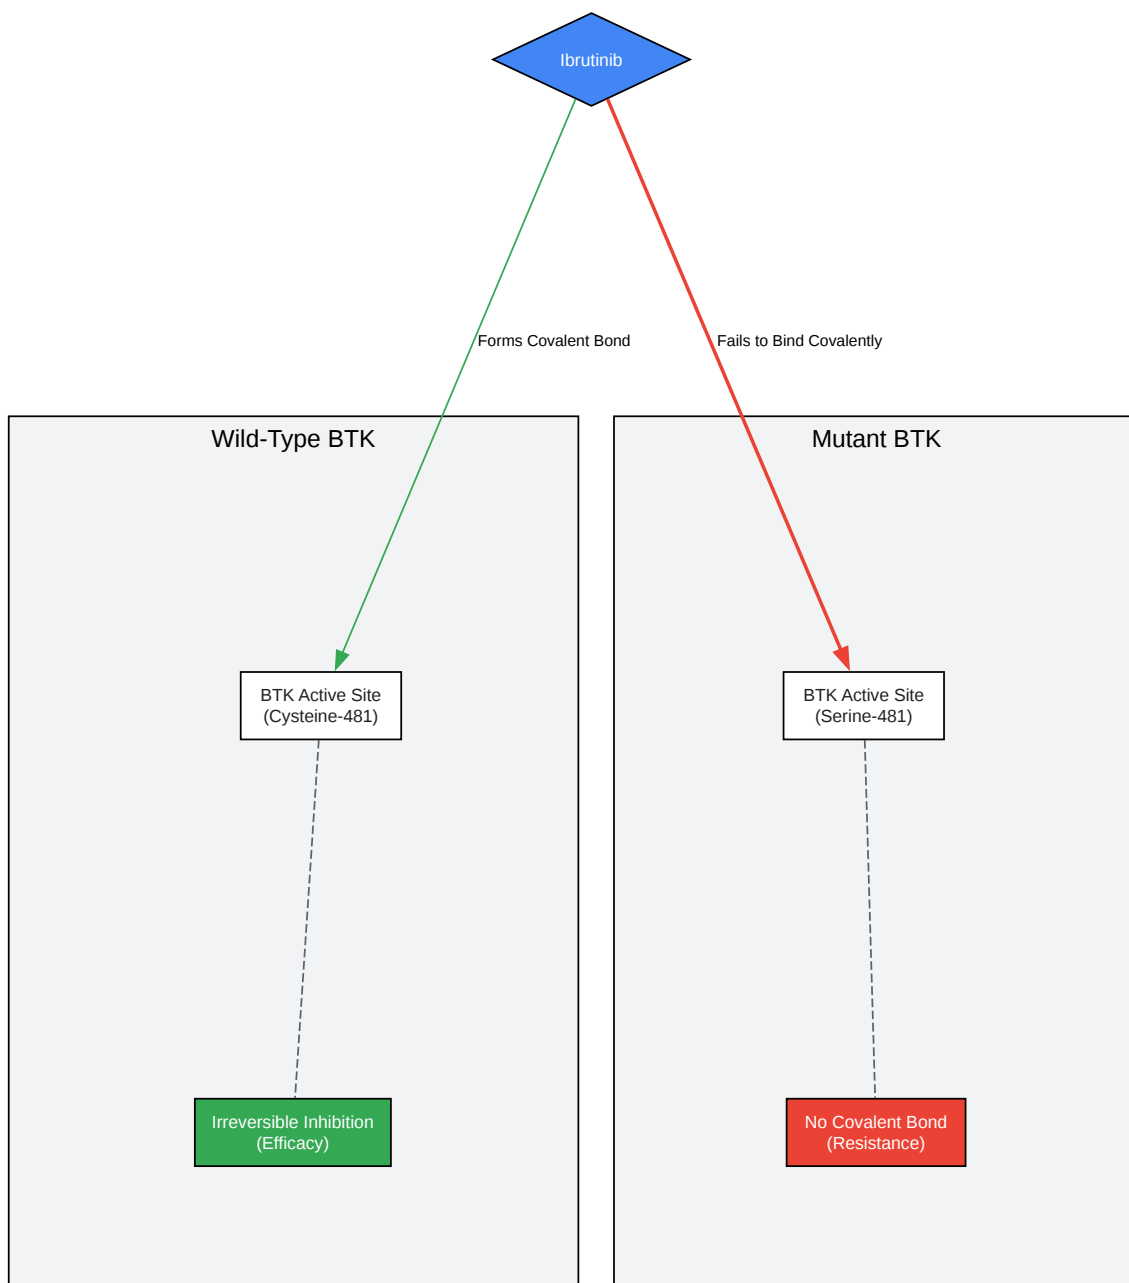 Ibrutinib
Forms Covalent Bond
Fails to Bind Covalently
Wild-Type BTK
Mutant BTK
BTK Active Site
(Cysteine-481)
BTK Active Site
(Serine-481)
Irreversible Inhibition
(Efficacy)
No Covalent Bond
(Resistance)